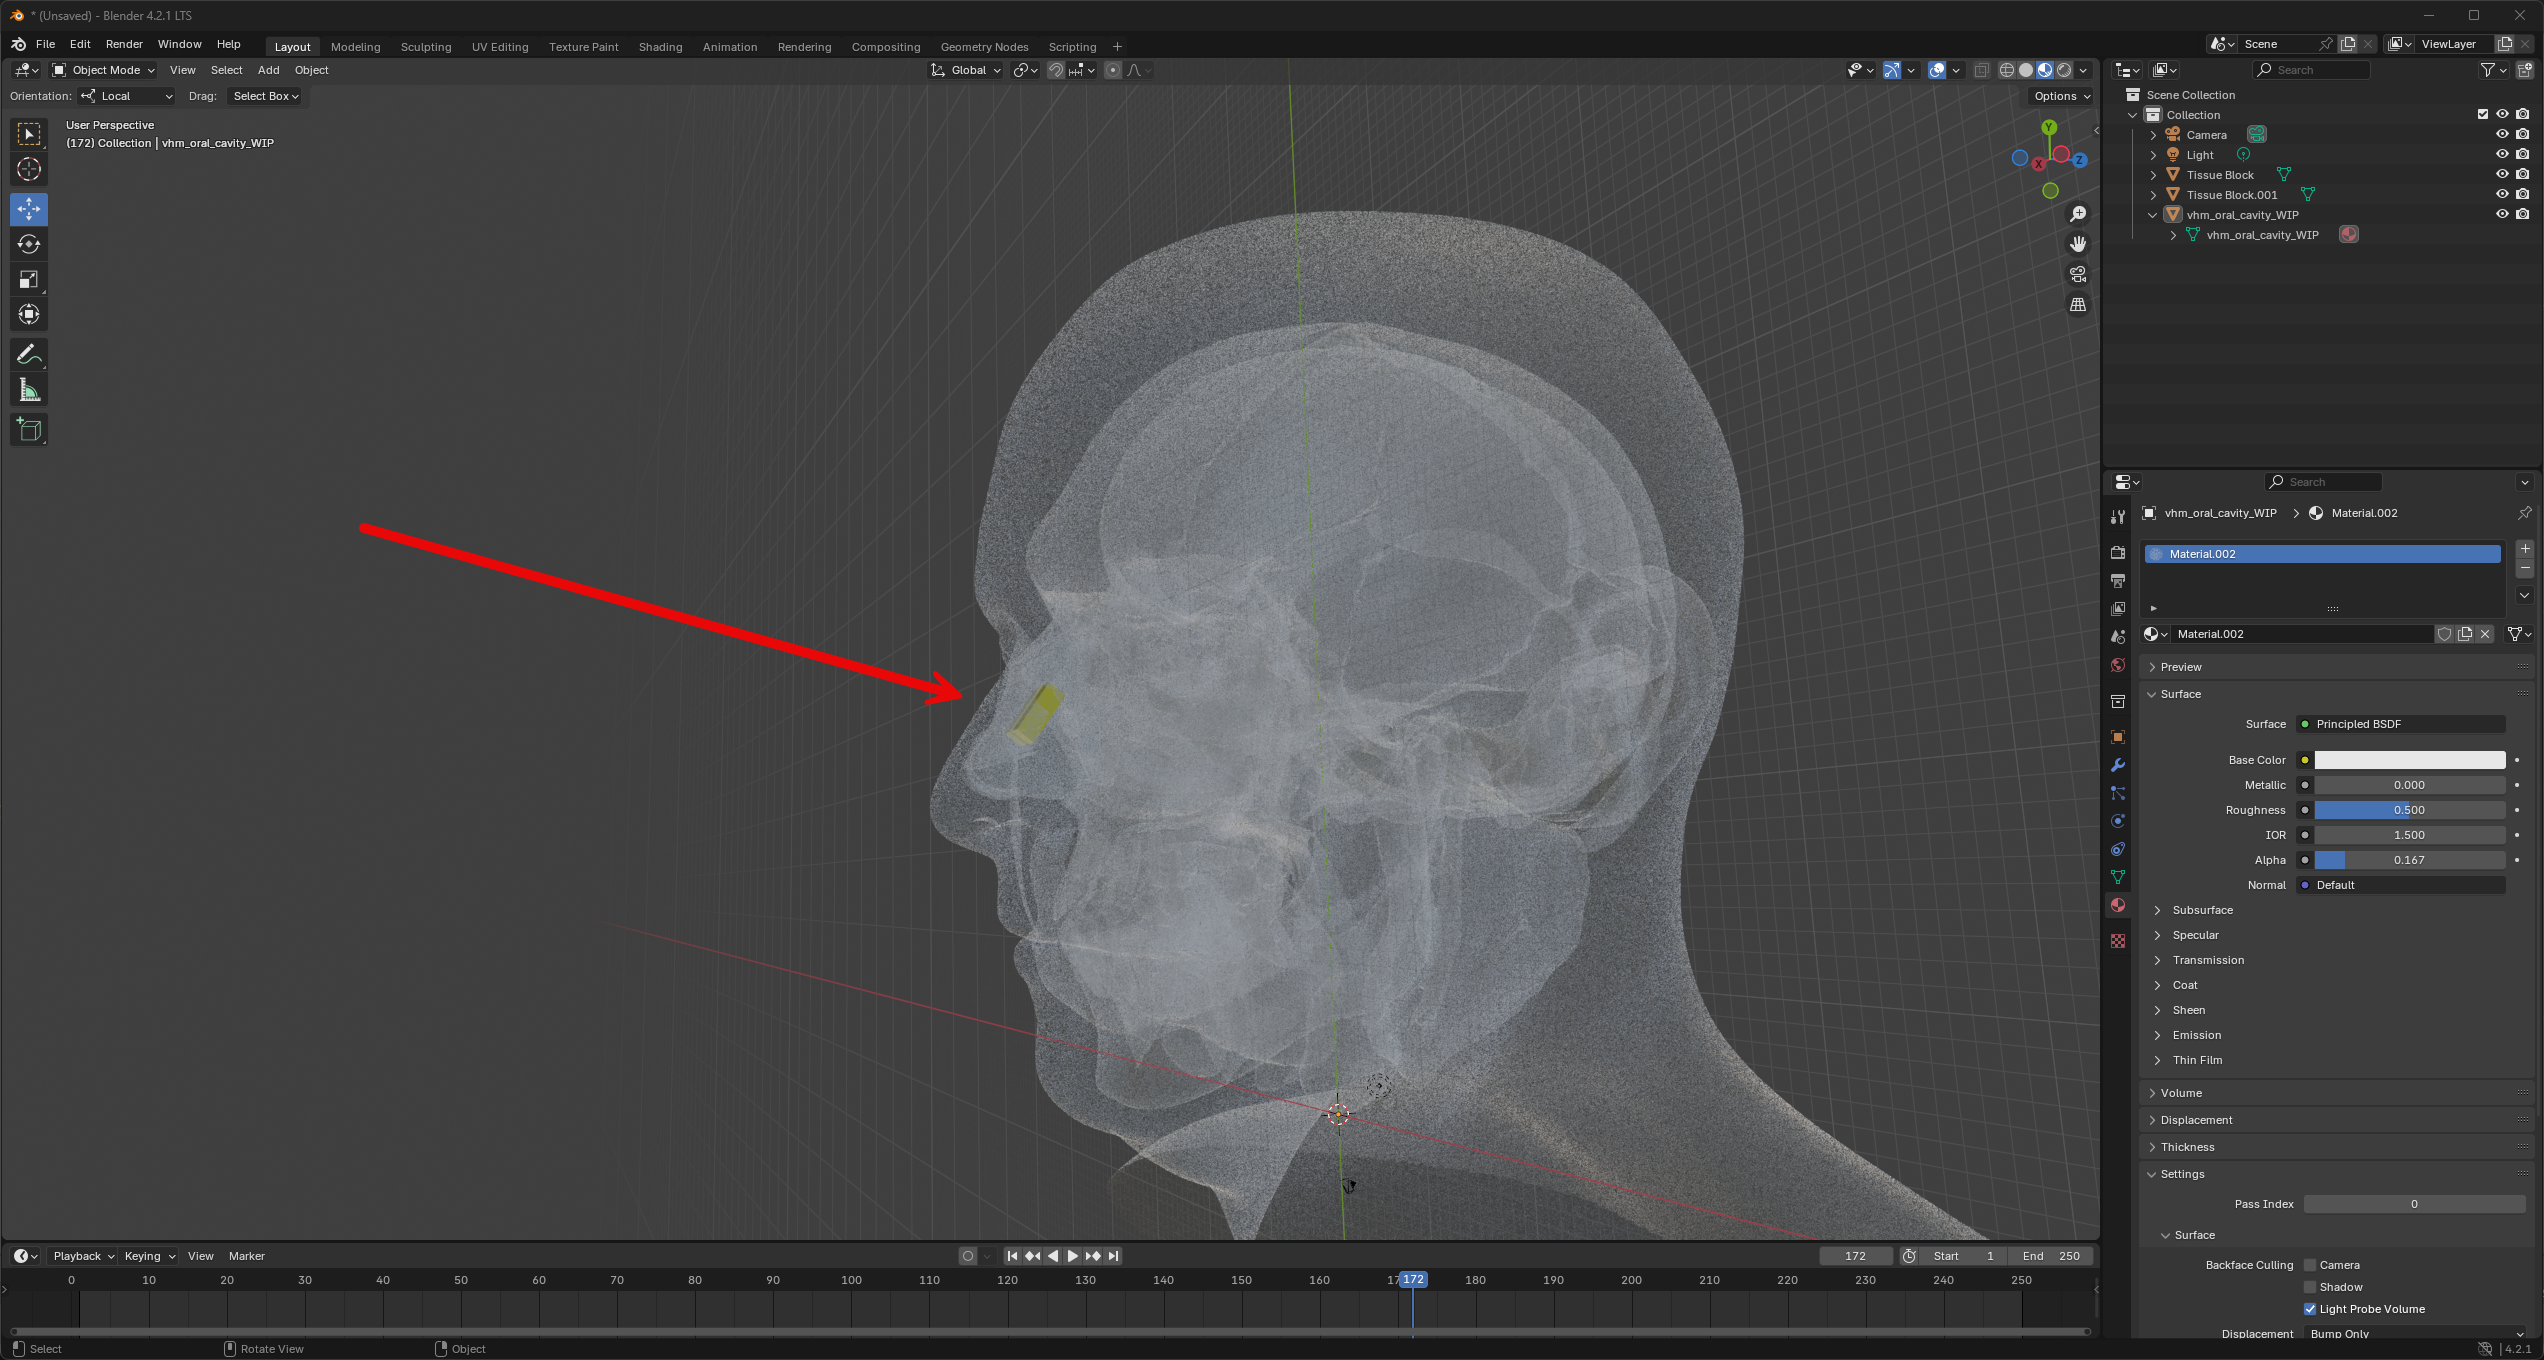 * (Unsaved) - Blender 4.2.1 LTS
File Edit Render Window Help Layout Modeling Sculpting UV Editing Texture Paint Shading Animation Rendering Compositing Geometry Nodes Scripting + Scene ViewLayer
Object Mode View Select Add Object Global Search
Orientation: Local Drag: Select Box Options
User Perspective
(172) Collection | vhm_oral_cavity_WIP
Y
X
Z
Scene Collection
Collection
Camera
Light
Tissue Block
Tissue Block.001
vhm_oral_cavity_WIP
vhm_oral_cavity_WIP
Search
vhm_oral_cavity_WIP > Material.002
Material.002
Material.002
Preview
Surface
Surface Principled BSDF
Base Color
Metallic 0.000
Roughness 0.500
IOR 1.500
Alpha 0.167
Normal Default
Subsurface
Specular
Transmission
Coat
Sheen
Emission
Thin Film
Volume
Displacement
Thickness
Settings
Pass Index 0
Surface
Backface Culling Camera
Shadow
Light Probe Volume
Displacement Bump Only
Playback Keying View Marker 172 Start 1 End 250
0 10 20 30 40 50 60 70 80 90 100 110 120 130 140 150 160 17 172 180 190 200 210 220 230 240 250
Select Rotate View Object 4.2.1